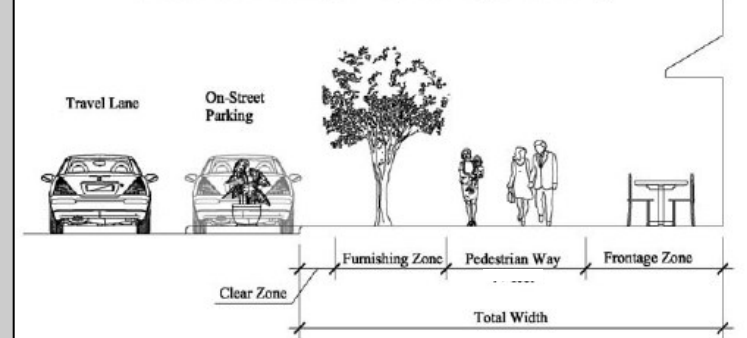 Travel Lane
On-Street
Parking
Furnishing Zone
Pedestrian Way
Frontage Zone
Clear Zone
Total Width